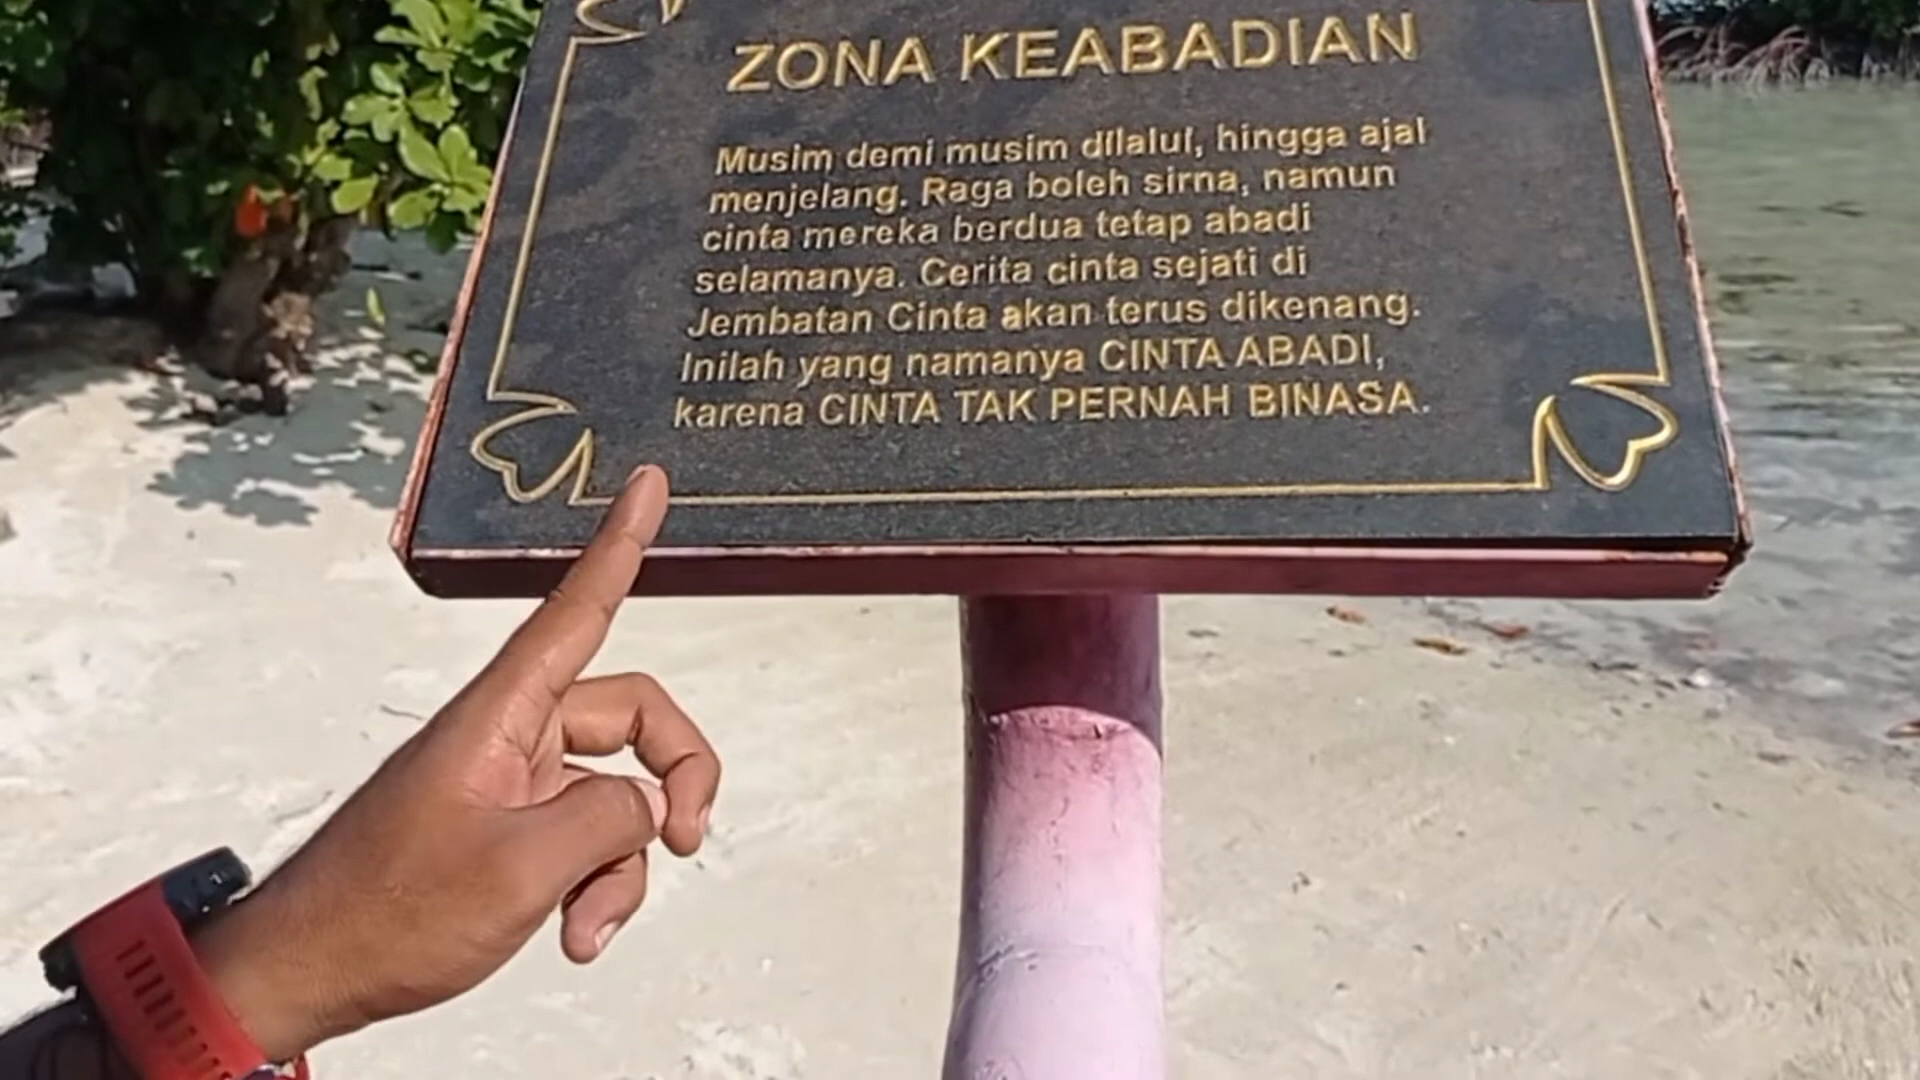 ZONA KEABADIAN
Musim demi musim dilalui, hingga ajal
menjelang. Raga boleh sirna, namun
cinta mereka berdua tetap abadi
selamanya. Cerita cinta sejati di
Jembatan Cinta akan terus dikenang.
Inilah yang namanya CINTA ABADI,
karena CINTA TAK PERNAH BINASA.